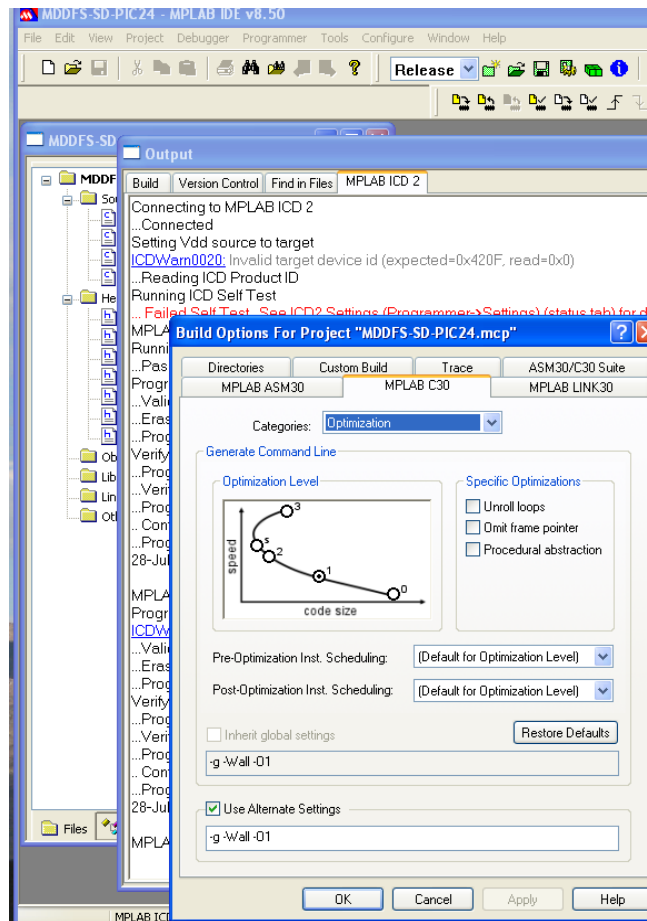 MDDFS-SD-PIC24 - MPLAB IDE v8.50
File Edit View Project Debugger Programmer Tools Configure Window Help
Release
MDDFS-SD
Output
MDDF
Build Version Control Find in Files MPLAB ICD 2
Sou
Connecting to MPLAB ICD 2
...Connected
Setting Vdd source to target
ICDWarn0020: Invalid target device id (expected=0x420F, read=0x0)
...Reading ICD Product ID
He
Running ICD Self Test
... Failed Self Test. See ICD2 Settings (Programmer->Settings) (status tab) for d
MPLA
Build Options For Project "MDDFS-SD-PIC24.mcp"
Runni
...Pas
Progr
...Vali
...Eras
...Prog
Verify
...Prog
...Veri
...Prog
.. Con
...Prog
28-Jul
MPLA
Progr
ICDW
...Vali
...Eras
...Prog
Verify
...Prog
...Veri
...Prog
.. Con
...Prog
28-Jul
MPLA
Ob
Lib
Lin
Ot
Directories Custom Build Trace ASM30/C30 Suite
MPLAB ASM30 MPLAB C30 MPLAB LINK30
Categories: Optimization
Generate Command Line
Optimization Level
speed
3
s
2
1
0
code size
Specific Optimizations
Unroll loops
Omit frame pointer
Procedural abstraction
Pre-Optimization Inst. Scheduling: (Default for Optimization Level)
Post-Optimization Inst. Scheduling: (Default for Optimization Level)
Inherit global settings Restore Defaults
-g -Wall -O1
Use Alternate Settings
-g -Wall -O1
OK Cancel Apply Help
Files
MPLAB IC